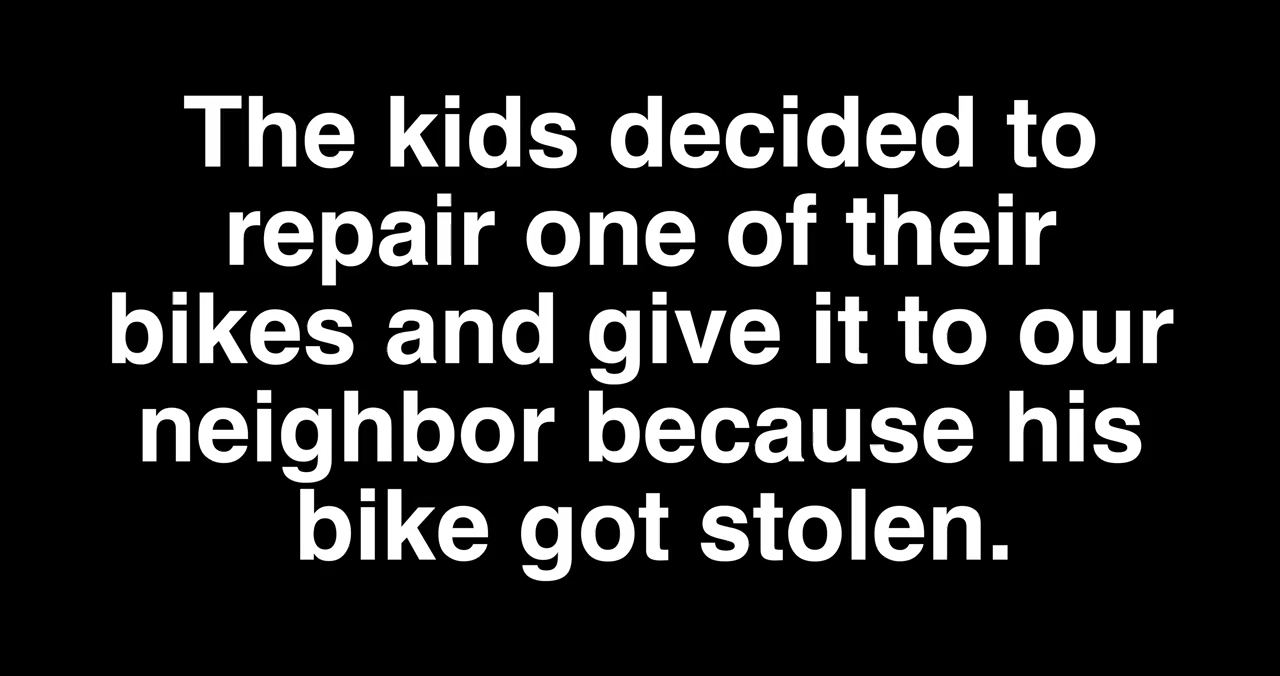 The kids decided to
repair one of their
bikes and give it to our
neighbor because his
bike got stolen.